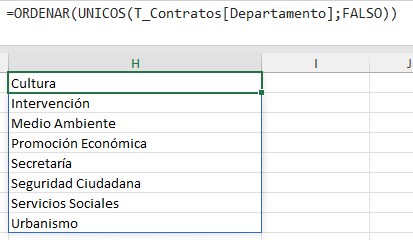 =ORDENAR(UNICOS(T_Contratos[Departamento];FALSO))
H I J
Cultura
Intervención
Medio Ambiente
Promoción Económica
Secretaría
Seguridad Ciudadana
Servicios Sociales
Urbanismo